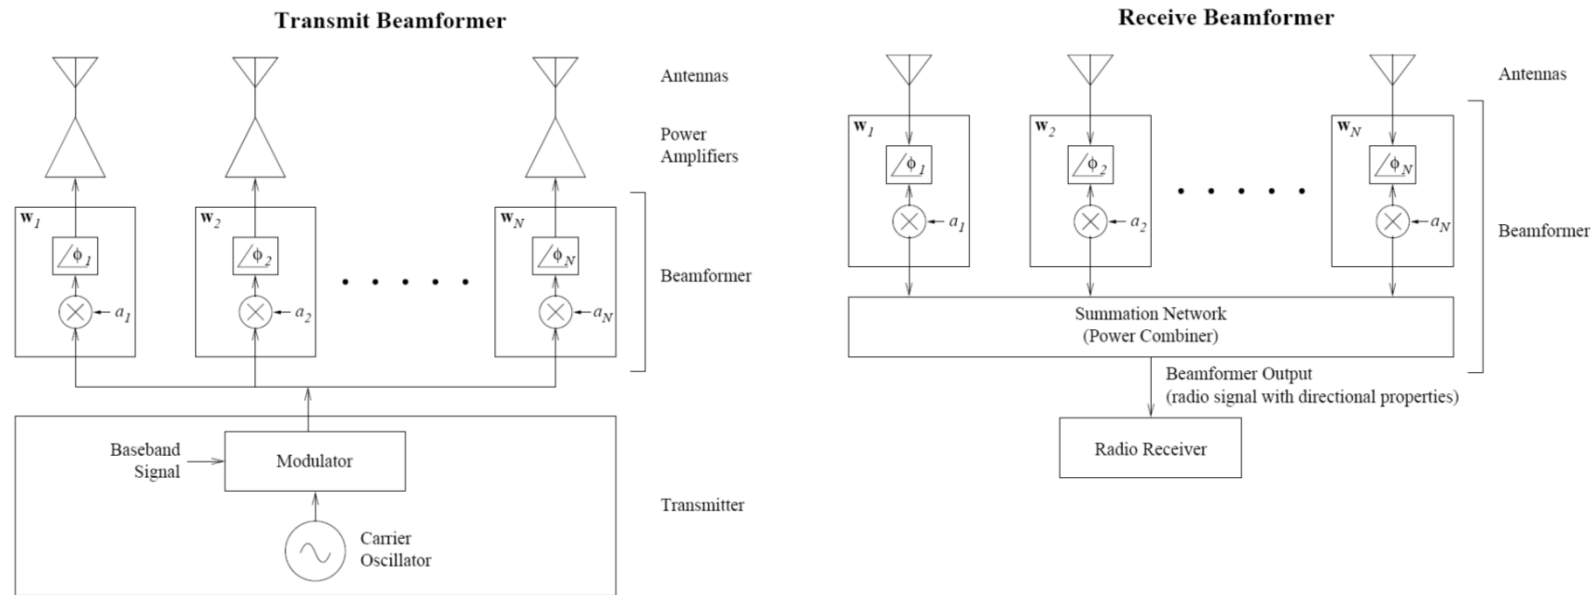 Transmit Beamformer
Antennas
Power
Amplifiers
w1
w2
wN
ϕ1
ϕ2
ϕN
a1
a2
aN
Beamformer
Baseband
Signal
Modulator
Transmitter
Carrier
Oscillator
Receive Beamformer
Antennas
w1
w2
wN
ϕ1
ϕ2
ϕN
a1
a2
aN
Beamformer
Summation Network
(Power Combiner)
Beamformer Output
(radio signal with directional properties)
Radio Receiver